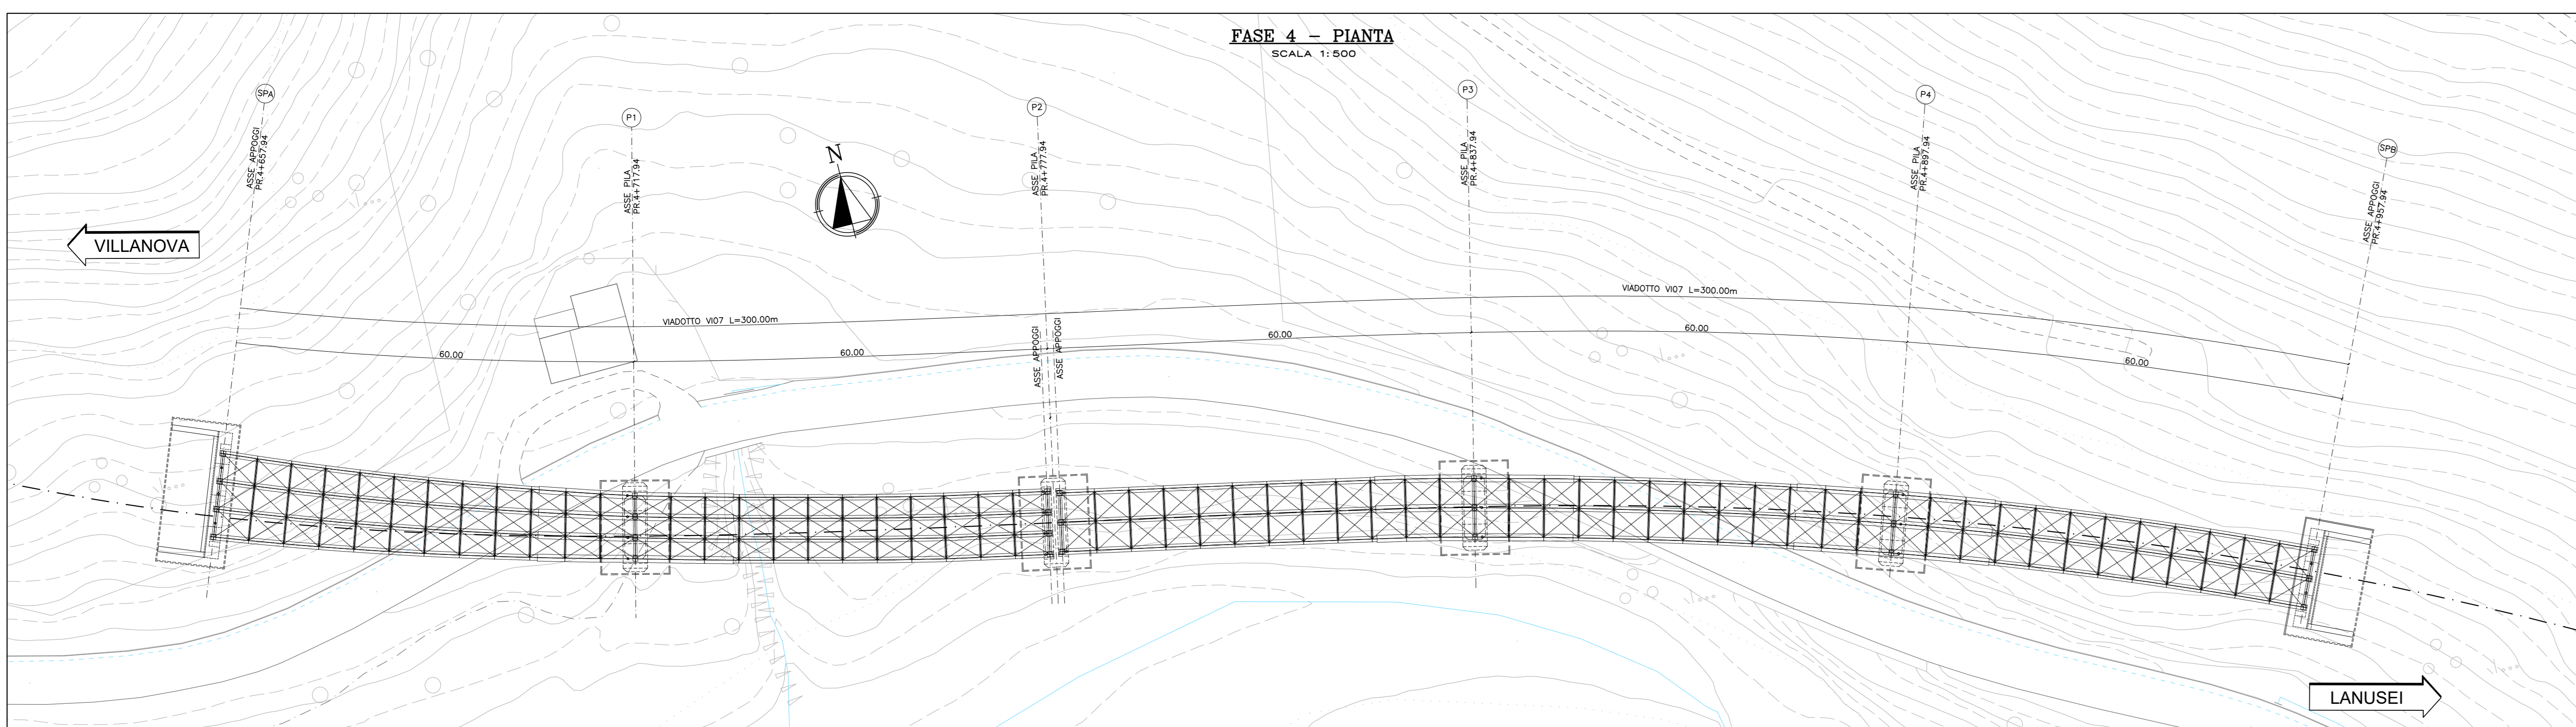 FASE 4 - PIANTA
SCALA 1:500
SPA
ASSE APPOGGI
PR.4+657.94
P1
ASSE PILA
PR.4+717.94
P2
ASSE PILA
PR.4+777.94
P3
ASSE PILA
PR.4+837.94
P4
ASSE PILA
PR.4+897.94
SPB
ASSE APPOGGI
PR.4+957.94
N
VILLANOVA
VIADOTTO VI07 L=300.00m
VIADOTTO VI07 L=300.00m
60.00
60.00
60.00
60.00
60.00
ASSE APPOGGI
ASSE APPOGGI
LANUSEI